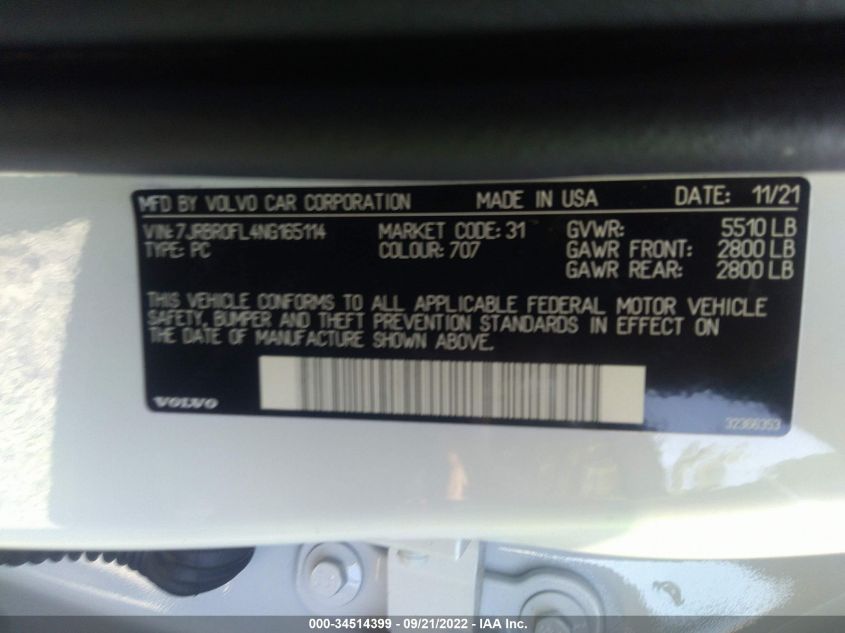 MFD BY VOLVO CAR CORPORATION MADE IN USA DATE: 11/21
VIN: 7JRBR0FL4NG165114 MARKET CODE: 31 GVWR: 5510 LB
TYPE: PC COLOUR: 707 GAWR FRONT: 2800 LB
GAWR REAR: 2800 LB
THIS VEHICLE CONFORMS TO ALL APPLICABLE FEDERAL MOTOR VEHICLE
SAFETY, BUMPER AND THEFT PREVENTION STANDARDS IN EFFECT ON
THE DATE OF MANUFACTURE SHOWN ABOVE.
VOLVO
32366353
000-34514399 - 09/21/2022 - IAA Inc.